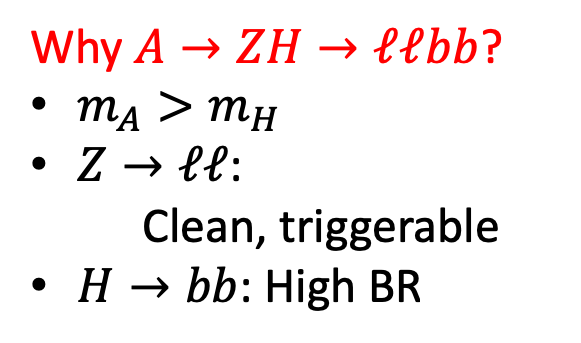 Why A → ZH → ℓℓbb?
• m_A > m_H
• Z → ℓℓ:
Clean, triggerable
• H → bb: High BR